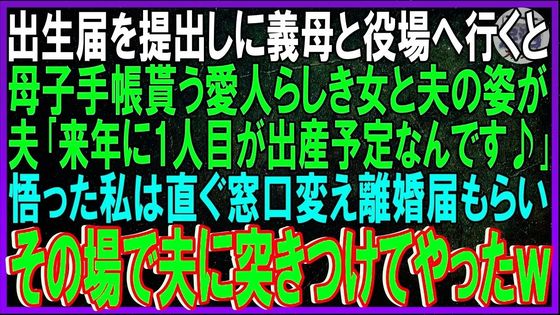 出生届を提出しに義母と役場へ行くと
母子手帳貰う愛人らしき女と夫の姿が
夫「来年に1人目が出産予定なんです♪」
悟った私は直ぐ窓口変え離婚届もらい
その場で夫に突きつけてやったw